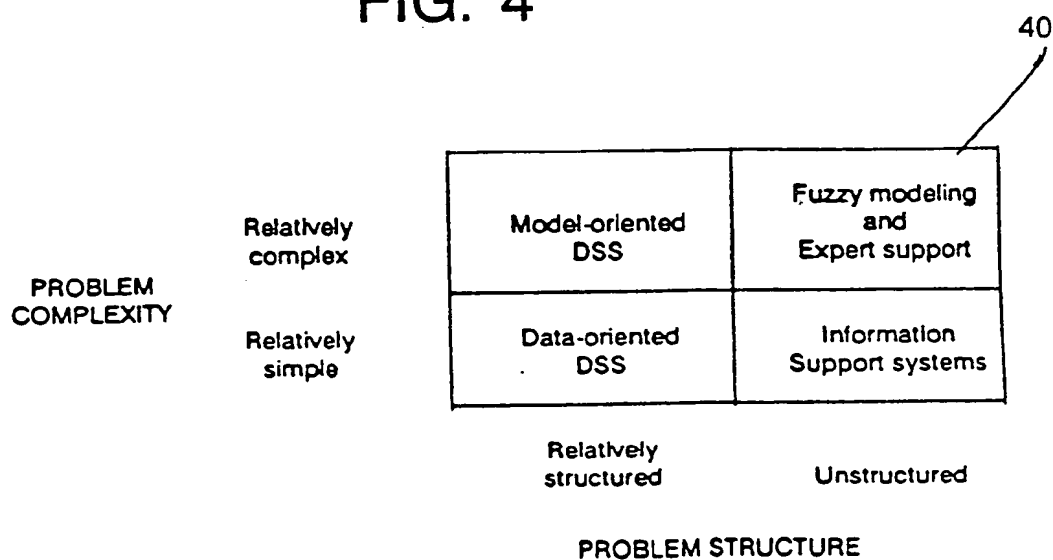 FIG. 4
40
Relatively
complex
Model-oriented
DSS
Fuzzy modeling
and
Expert support
PROBLEM
COMPLEXITY
Relatively
simple
Data-oriented
DSS
Information
Support systems
Relatively
structured
Unstructured
PROBLEM STRUCTURE